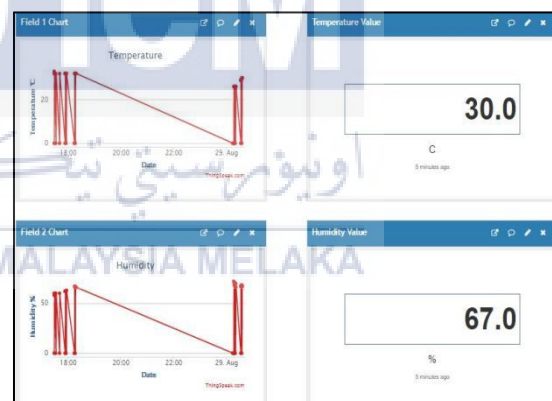 Field 1 Chart
Temperature
Temperature °C
20
0
18:00 20:00 22:00 29. Aug
Date
ThingSpeak.com
Temperature Value
30.0
C
5 minutes ago
Field 2 Chart
Humidity
Humidity %
50
0
18:00 20:00 22:00 29. Aug
Date
ThingSpeak.com
Humidity Value
67.0
%
5 minutes ago
اونيۏرسيتي تيك
MALAYSIA MELAKA